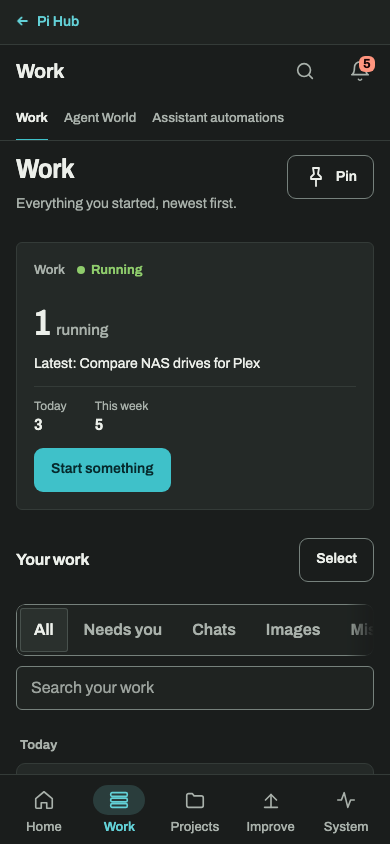 Pi Hub
Work
5
Work Agent World Assistant automations
Work
Pin
Everything you started, newest first.
Work Running
1 running
Latest: Compare NAS drives for Plex
Today This week
3 5
Start something
Your work
Select
All Needs you Chats Images Mis
Search your work
Today
Home Work Projects Improve System